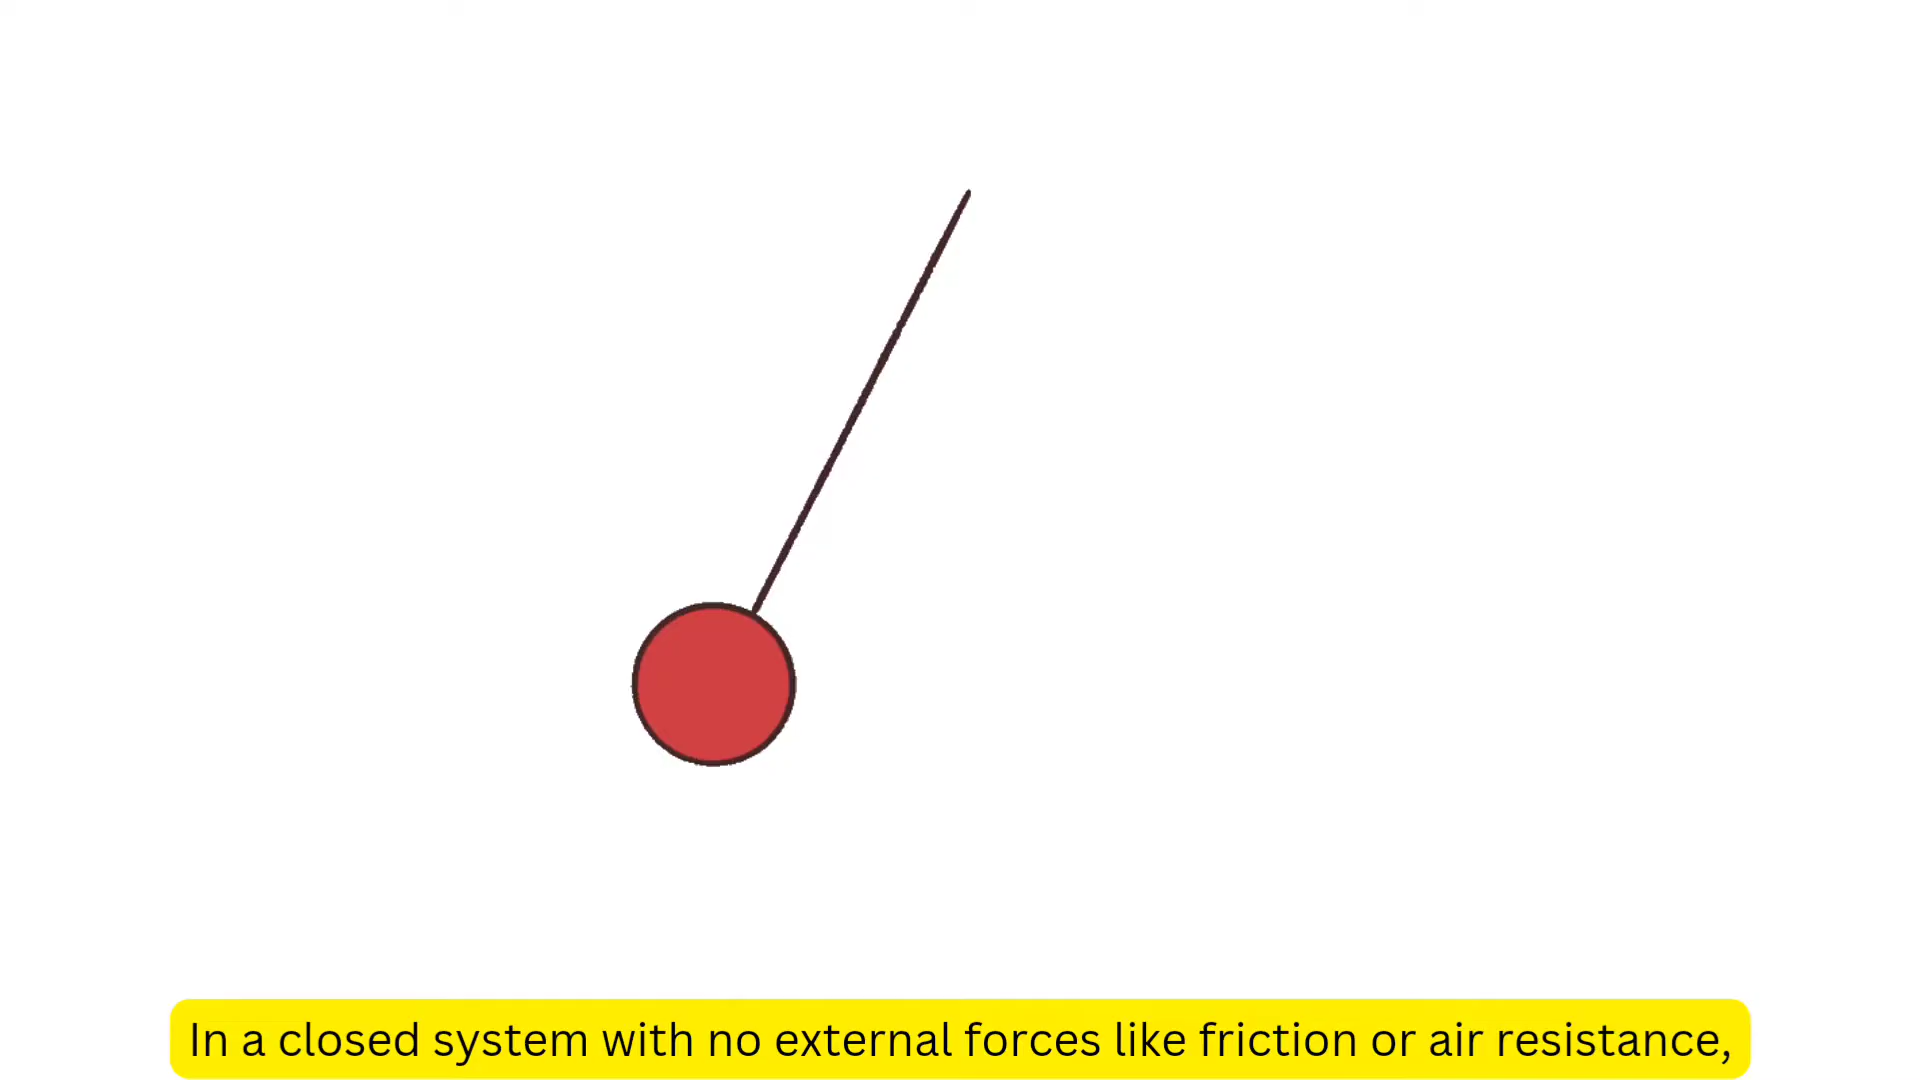 In a closed system with no external forces like friction or air resistance,